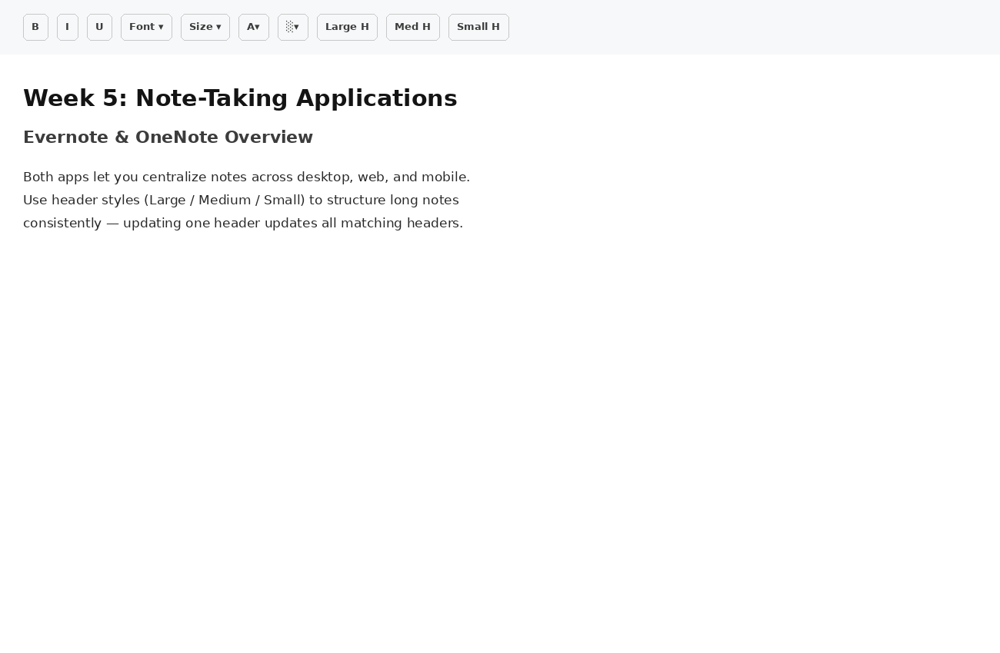 B I U Font ▾ Size ▾ A▾ ░▾ Large H Med H Small H
Week 5: Note-Taking Applications
Evernote & OneNote Overview
Both apps let you centralize notes across desktop, web, and mobile.
Use header styles (Large / Medium / Small) to structure long notes
consistently — updating one header updates all matching headers.